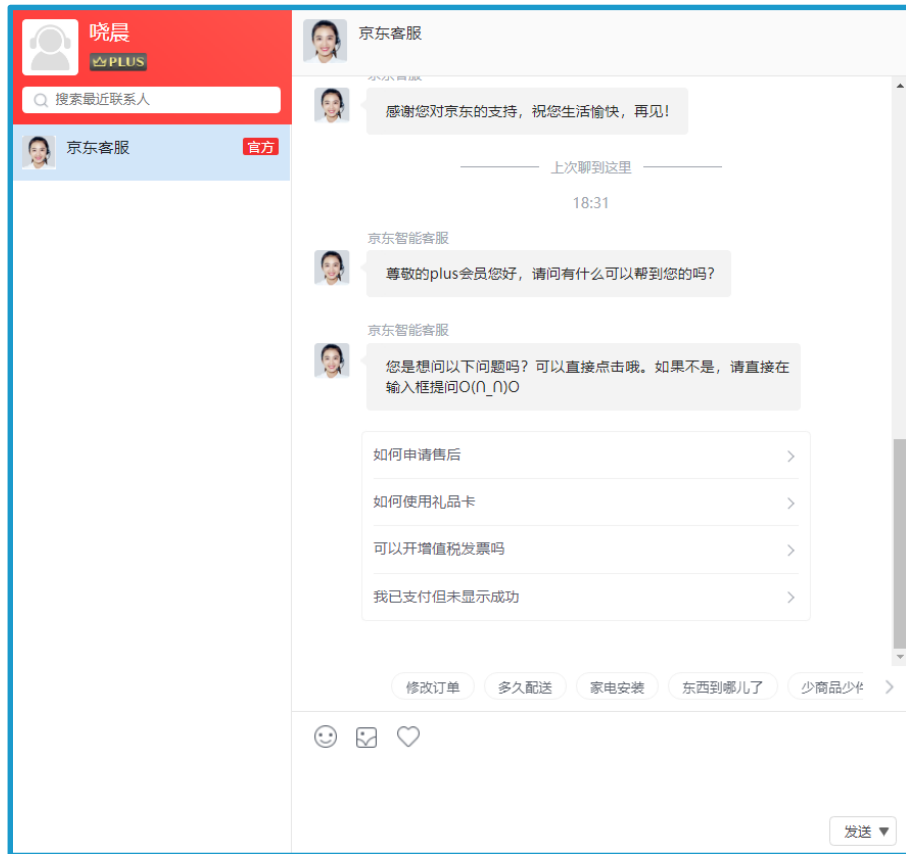 哓晨
PLUS
搜索最近联系人
京东客服
官方
京东客服
感谢您对京东的支持，祝您生活愉快，再见！
上次聊到这里
18:31
京东智能客服
尊敬的plus会员您好，请问有什么可以帮到您的吗？
京东智能客服
您是想问以下问题吗？可以直接点击哦。如果不是，请直接在
输入框提问O(∩_∩)O
如何申请售后
如何使用礼品卡
可以开增值税发票吗
我已支付但未显示成功
修改订单
多久配送
家电安装
东西到哪儿了
少商品少件
发送